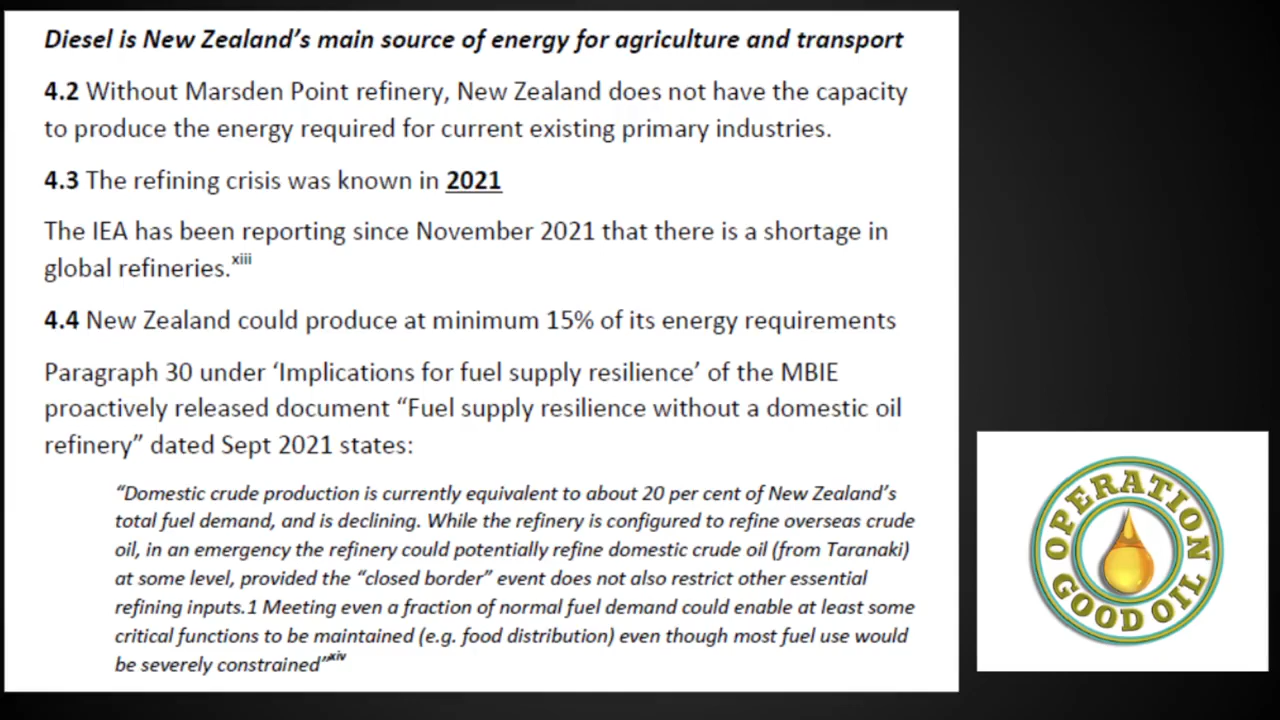 Diesel is New Zealand’s main source of energy for agriculture and transport
4.2 Without Marsden Point refinery, New Zealand does not have the capacity
to produce the energy required for current existing primary industries.
4.3 The refining crisis was known in 2021
The IEA has been reporting since November 2021 that there is a shortage in
global refineries.xiii
4.4 New Zealand could produce at minimum 15% of its energy requirements
Paragraph 30 under ‘Implications for fuel supply resilience’ of the MBIE
proactively released document “Fuel supply resilience without a domestic oil
refinery” dated Sept 2021 states:
“Domestic crude production is currently equivalent to about 20 per cent of New Zealand’s
total fuel demand, and is declining. While the refinery is configured to refine overseas crude
oil, in an emergency the refinery could potentially refine domestic crude oil (from Taranaki)
at some level, provided the “closed border” event does not also restrict other essential
refining inputs.1 Meeting even a fraction of normal fuel demand could enable at least some
critical functions to be maintained (e.g. food distribution) even though most fuel use would
be severely constrained”xiv
OPERATION
GOOD OIL